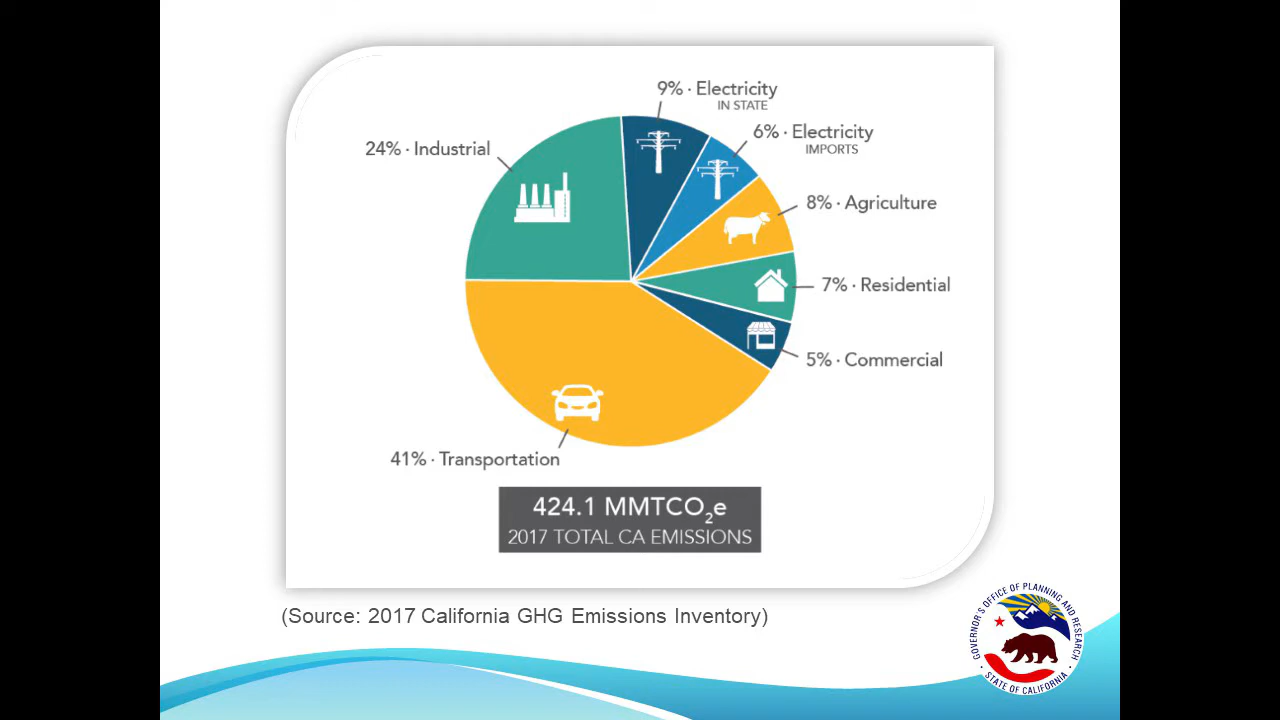 9% · Electricity
IN STATE
6% · Electricity
IMPORTS
24% · Industrial
8% · Agriculture
7% · Residential
5% · Commercial
41% · Transportation
424.1 MMTCO₂e
2017 TOTAL CA EMISSIONS
(Source: 2017 California GHG Emissions Inventory)
GOVERNOR'S OFFICE OF PLANNING AND RESEARCH
STATE OF CALIFORNIA